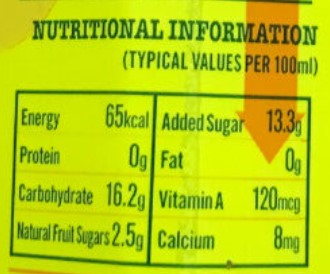 NUTRITIONAL INFORMATION
(TYPICAL VALUES PER 100ml)
Energy 65kcal Added Sugar 13.3g
Protein 0g Fat 0g
Carbohydrate 16.2g Vitamin A 120mcg
Natural Fruit Sugars 2.5g Calcium 8mg